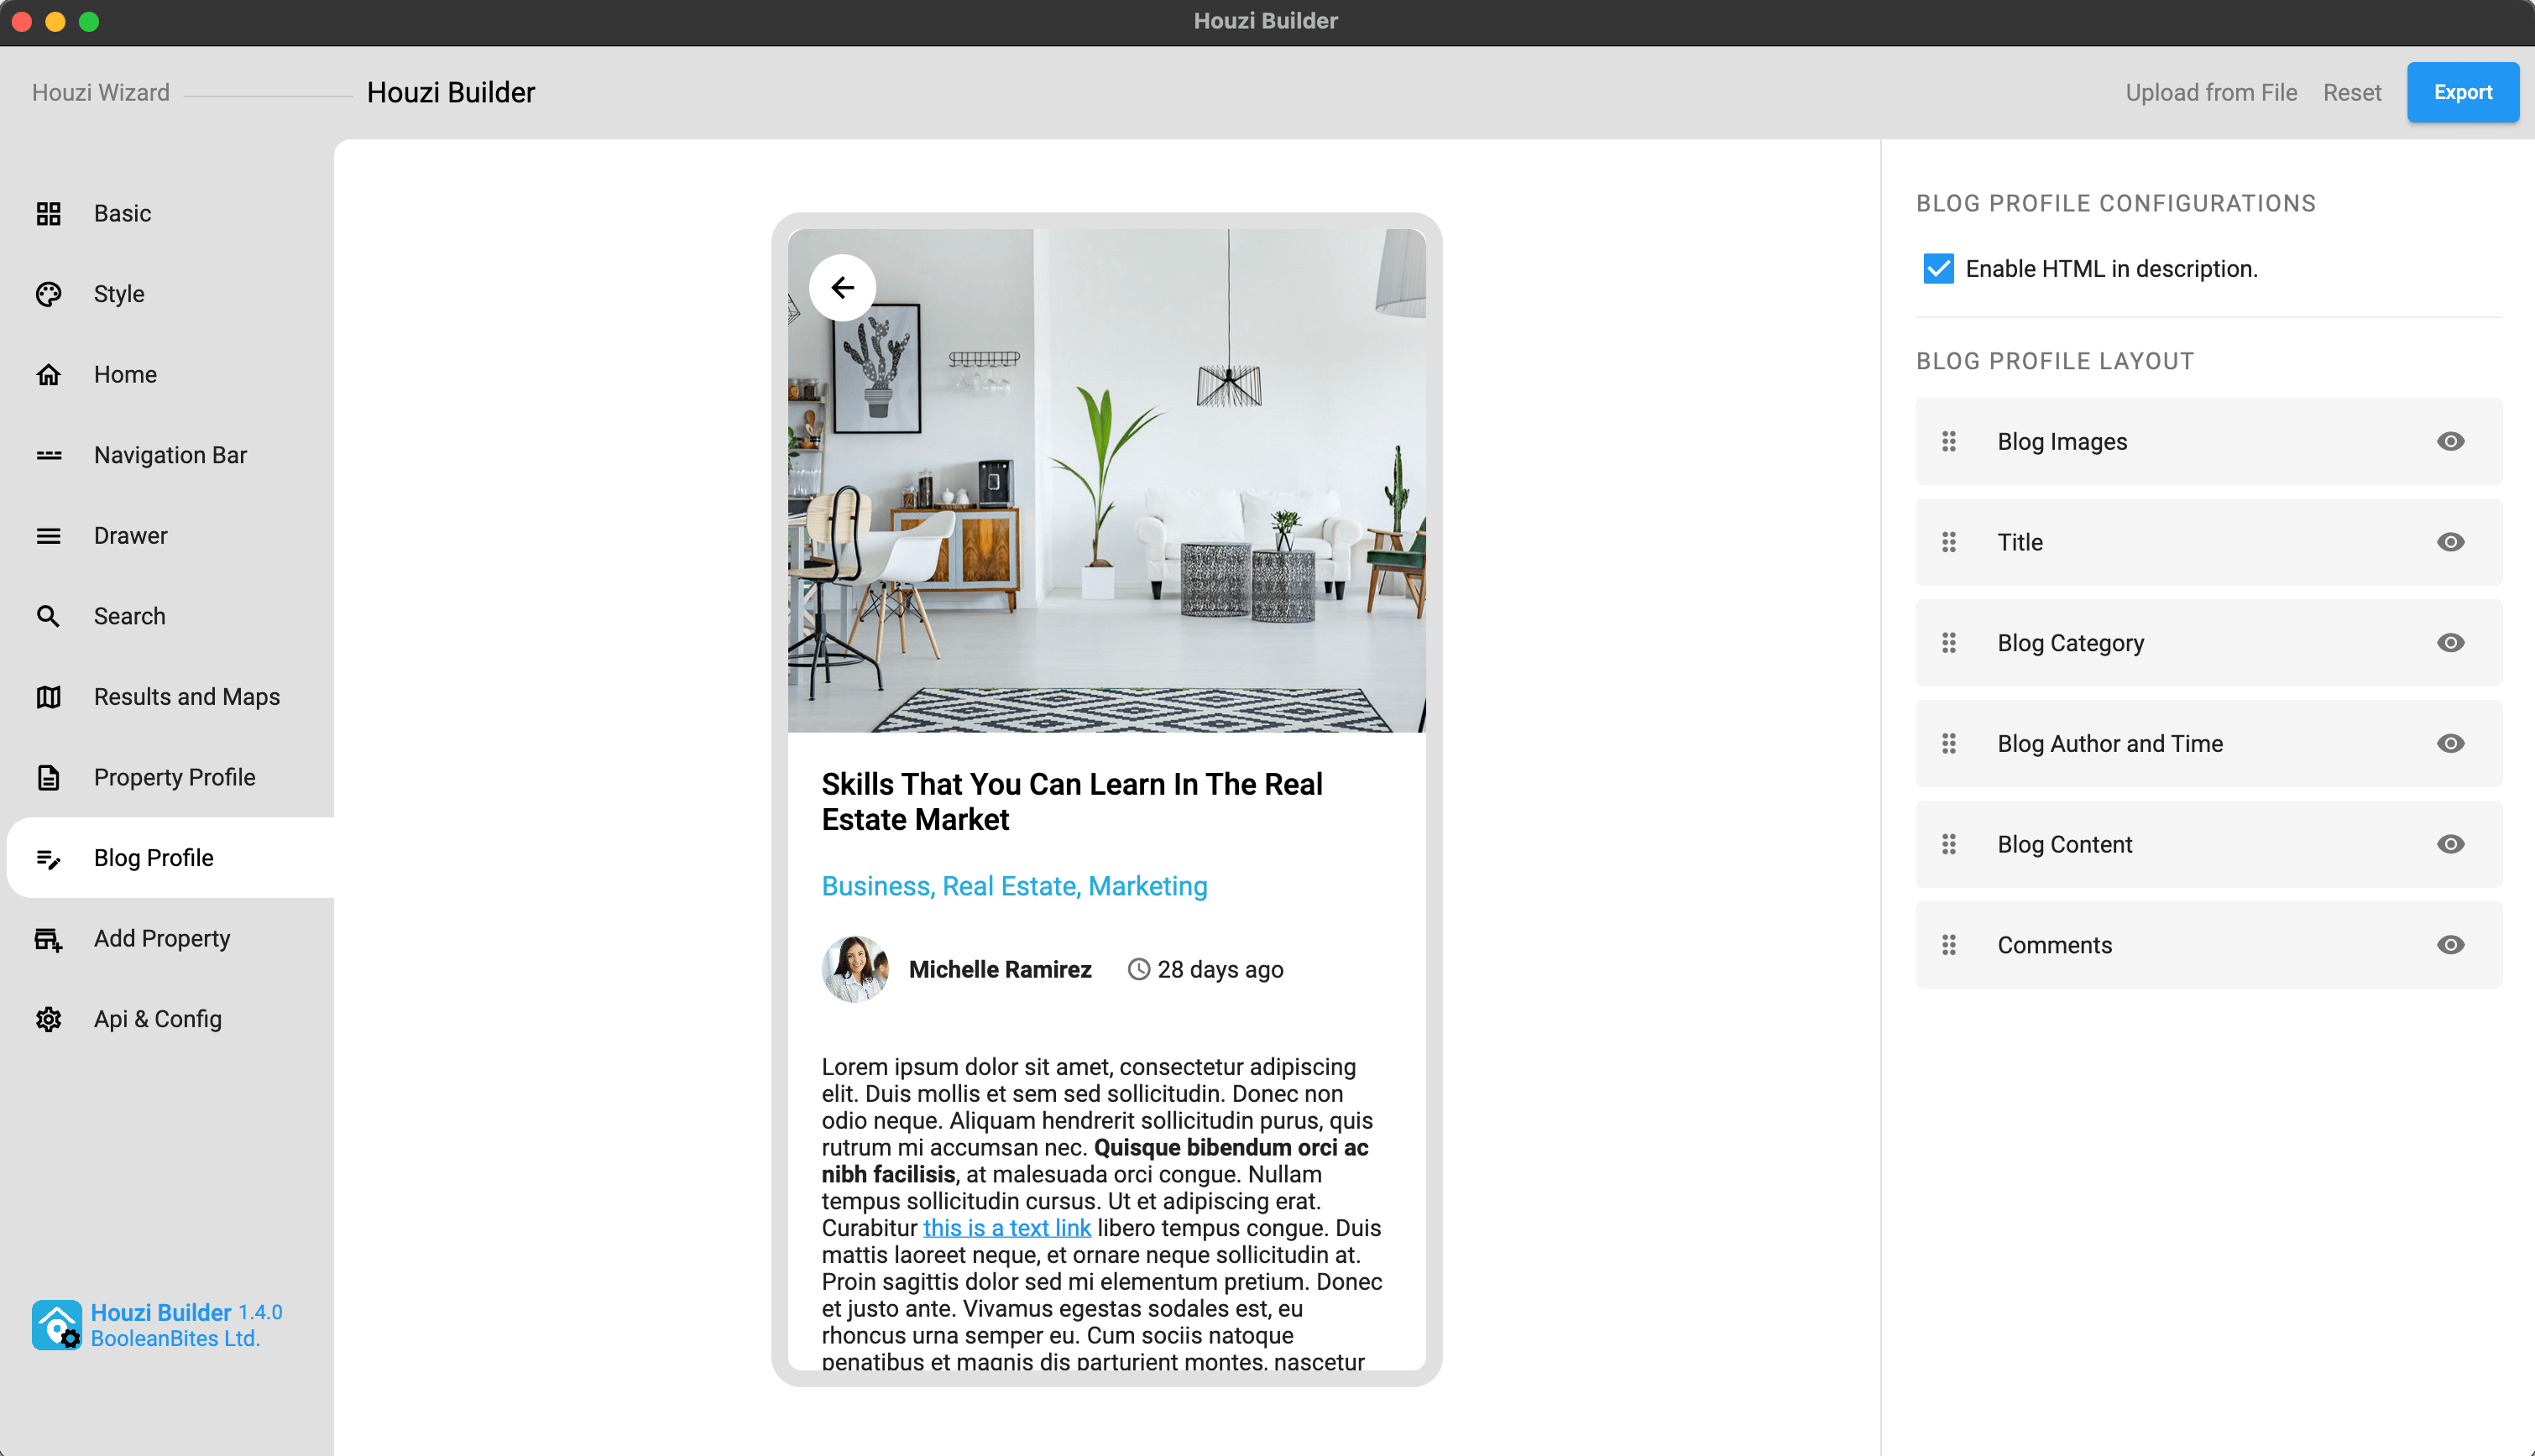 Houzi Builder
Houzi Wizard
Houzi Builder
Upload from File
Reset
Export
Basic
Style
Home
Navigation Bar
Drawer
Search
Results and Maps
Property Profile
Blog Profile
Add Property
Api & Config
Houzi Builder 1.4.0
BooleanBites Ltd.
Skills That You Can Learn In The Real
Estate Market
Business, Real Estate, Marketing
Michelle Ramirez
28 days ago
Lorem ipsum dolor sit amet, consectetur adipiscing
elit. Duis mollis et sem sed sollicitudin. Donec non
odio neque. Aliquam hendrerit sollicitudin purus, quis
rutrum mi accumsan nec. Quisque bibendum orci ac
nibh facilisis, at malesuada orci congue. Nullam
tempus sollicitudin cursus. Ut et adipiscing erat.
Curabitur this is a text link libero tempus congue. Duis
mattis laoreet neque, et ornare neque sollicitudin at.
Proin sagittis dolor sed mi elementum pretium. Donec
et justo ante. Vivamus egestas sodales est, eu
rhoncus urna semper eu. Cum sociis natoque
penatibus et magnis dis parturient montes, nascetur
BLOG PROFILE CONFIGURATIONS
Enable HTML in description.
BLOG PROFILE LAYOUT
Blog Images
Title
Blog Category
Blog Author and Time
Blog Content
Comments